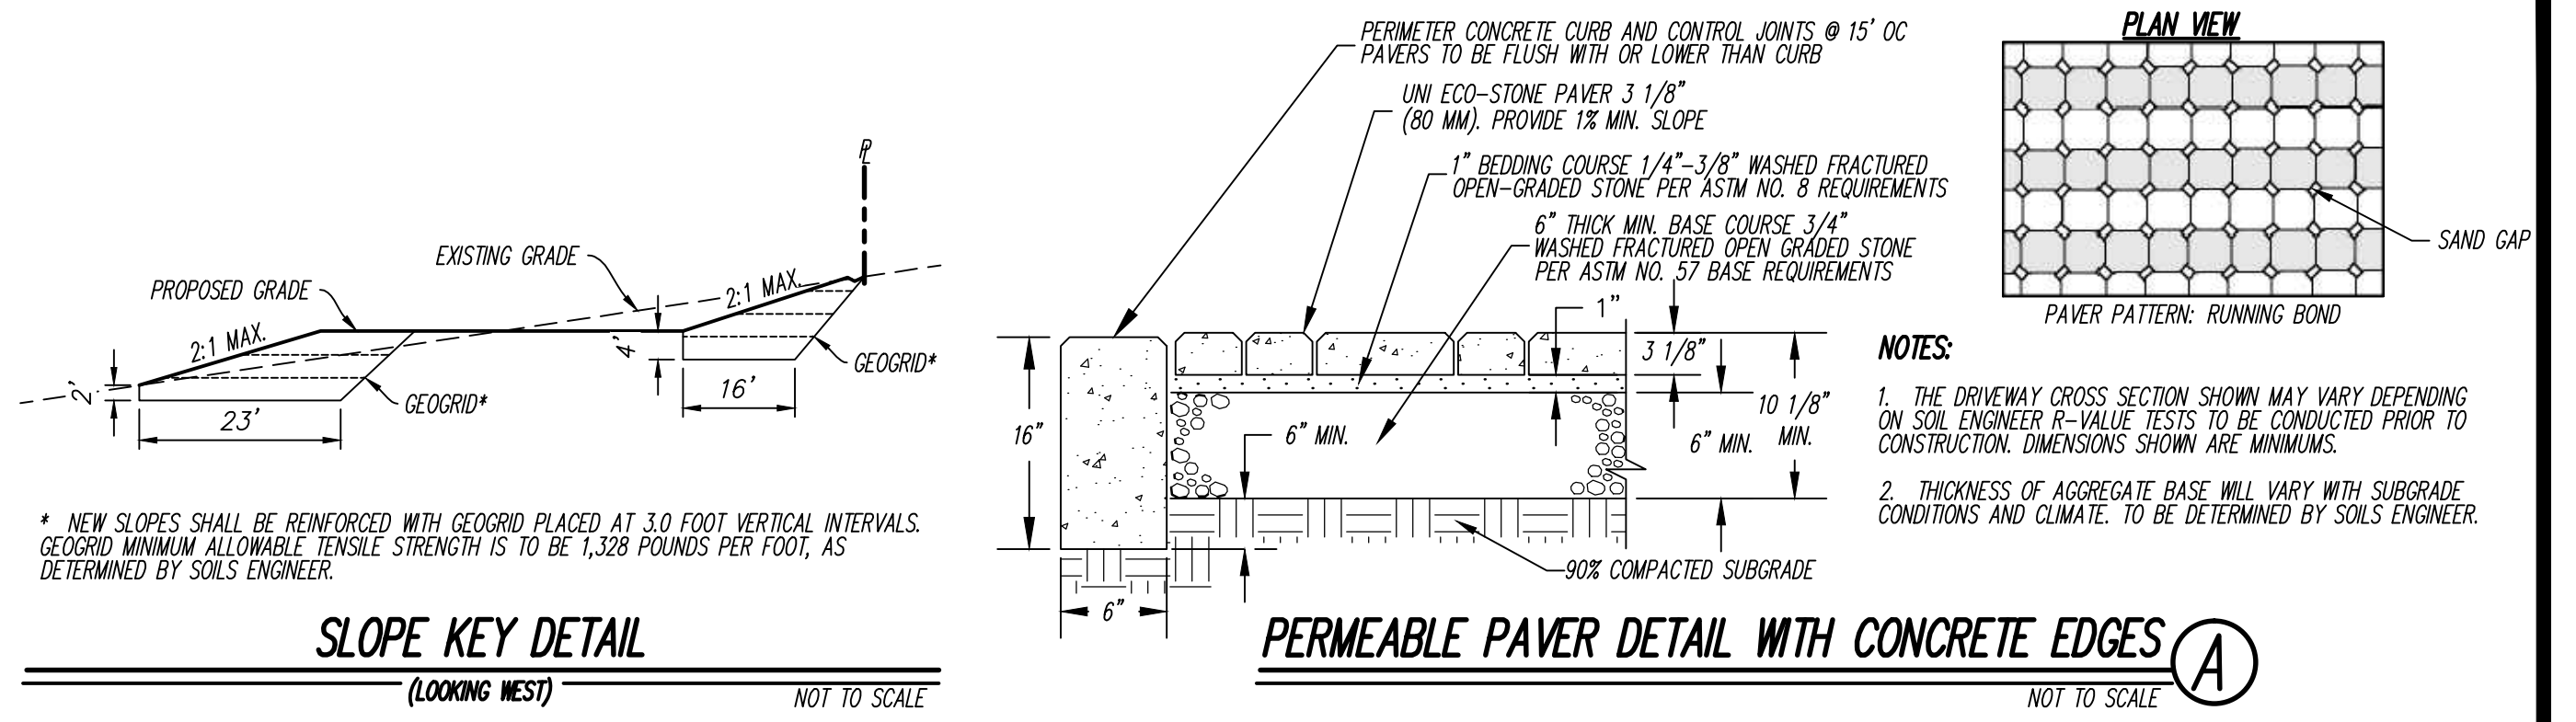 ℄
EXISTING GRADE
PROPOSED GRADE
2:1 MAX.
2:1 MAX.
4'
GEOGRID*
16'
2'
GEOGRID*
23'
* NEW SLOPES SHALL BE REINFORCED WITH GEOGRID PLACED AT 3.0 FOOT VERTICAL INTERVALS.
GEOGRID MINIMUM ALLOWABLE TENSILE STRENGTH IS TO BE 1,328 POUNDS PER FOOT, AS
DETERMINED BY SOILS ENGINEER.
SLOPE KEY DETAIL
(LOOKING WEST)
NOT TO SCALE
PERIMETER CONCRETE CURB AND CONTROL JOINTS @ 15' OC
PAVERS TO BE FLUSH WITH OR LOWER THAN CURB
UNI ECO-STONE PAVER 3 1/8"
(80 MM). PROVIDE 1% MIN. SLOPE
1" BEDDING COURSE 1/4"-3/8" WASHED FRACTURED
OPEN-GRADED STONE PER ASTM NO. 8 REQUIREMENTS
6" THICK MIN. BASE COURSE 3/4"
WASHED FRACTURED OPEN GRADED STONE
PER ASTM NO. 57 BASE REQUIREMENTS
1"
3 1/8"
10 1/8"
MIN.
6" MIN.
16"
6" MIN.
90% COMPACTED SUBGRADE
6"
PERMEABLE PAVER DETAIL WITH CONCRETE EDGES
A
NOT TO SCALE
PLAN VIEW
SAND GAP
PAVER PATTERN: RUNNING BOND
NOTES:
1. THE DRIVEWAY CROSS SECTION SHOWN MAY VARY DEPENDING
ON SOIL ENGINEER R-VALUE TESTS TO BE CONDUCTED PRIOR TO
CONSTRUCTION. DIMENSIONS SHOWN ARE MINIMUMS.
2. THICKNESS OF AGGREGATE BASE WILL VARY WITH SUBGRADE
CONDITIONS AND CLIMATE. TO BE DETERMINED BY SOILS ENGINEER.